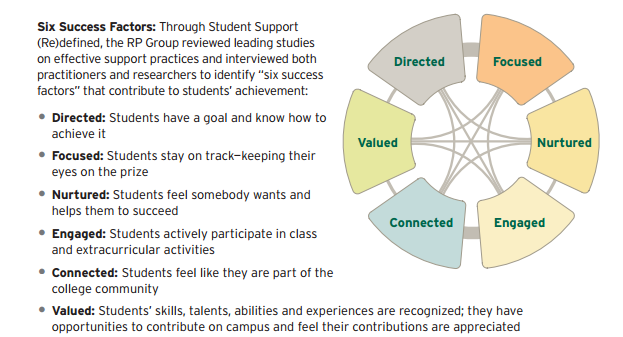 Six Success Factors: Through Student Support
(Re)defined, the RP Group reviewed leading studies
on effective support practices and interviewed both
practitioners and researchers to identify “six success
factors” that contribute to students’ achievement:
• Directed: Students have a goal and know how to
achieve it
• Focused: Students stay on track—keeping their
eyes on the prize
• Nurtured: Students feel somebody wants and
helps them to succeed
• Engaged: Students actively participate in class
and extracurricular activities
• Connected: Students feel like they are part of the
college community
• Valued: Students’ skills, talents, abilities and experiences are recognized; they have
opportunities to contribute on campus and feel their contributions are appreciated
Directed
Focused
Valued
Nurtured
Connected
Engaged